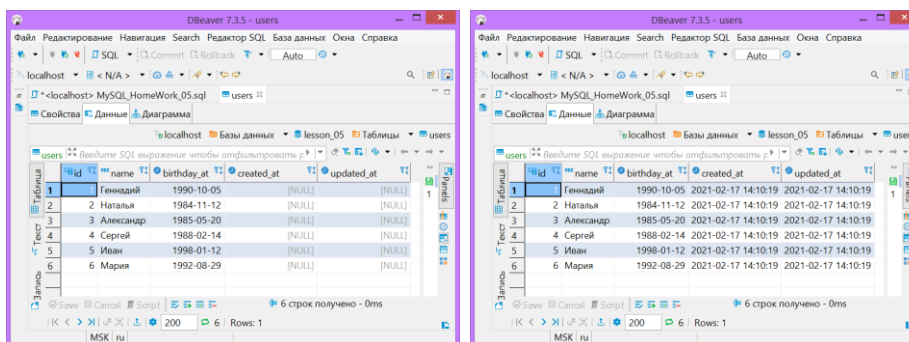 DBeaver 7.3.5 - users
Файл Редактирование Навигация Search Редактор SQL База данных Окна Справка
SQL Commit Rollback T Auto
localhost < N/A >
*<localhost> MySQL_HomeWork_05.sql users
Свойства Данные Диаграмма
localhost Базы данных lesson_05 Таблицы users
users Введите SQL выражение чтобы отфильтровать р
Таблица
Текст
Запись
Panels
id name birthday_at created_at updated_at
1 1 Геннадий 1990-10-05 [NULL] [NULL]
2 2 Наталья 1984-11-12 [NULL] [NULL]
3 3 Александр 1985-05-20 [NULL] [NULL]
4 4 Сергей 1988-02-14 [NULL] [NULL]
5 5 Иван 1998-01-12 [NULL] [NULL]
6 6 Мария 1992-08-29 [NULL] [NULL]
Save Cancel Script 6 строк получено - 0ms
200 6 Rows: 1
MSK ru
DBeaver 7.3.5 - users
Файл Редактирование Навигация Search Редактор SQL База данных Окна Справка
SQL Commit Rollback T Auto
localhost < N/A >
*<localhost> MySQL_HomeWork_05.sql users
Свойства Данные Диаграмма
localhost Базы данных lesson_05 Таблицы user
users Введите SQL выражение чтобы отфильтровать р
Таблица
Текст
Запись
id name birthday_at created_at updated_at
1 1 Геннадий 1990-10-05 2021-02-17 14:10:19 2021-02-17 14:10:19
2 2 Наталья 1984-11-12 2021-02-17 14:10:19 2021-02-17 14:10:19
3 3 Александр 1985-05-20 2021-02-17 14:10:19 2021-02-17 14:10:19
4 4 Сергей 1988-02-14 2021-02-17 14:10:19 2021-02-17 14:10:19
5 5 Иван 1998-01-12 2021-02-17 14:10:19 2021-02-17 14:10:19
6 6 Мария 1992-08-29 2021-02-17 14:10:19 2021-02-17 14:10:19
Save Cancel Script 6 строк получено - 0ms
200 6 Rows: 1
MSK ru